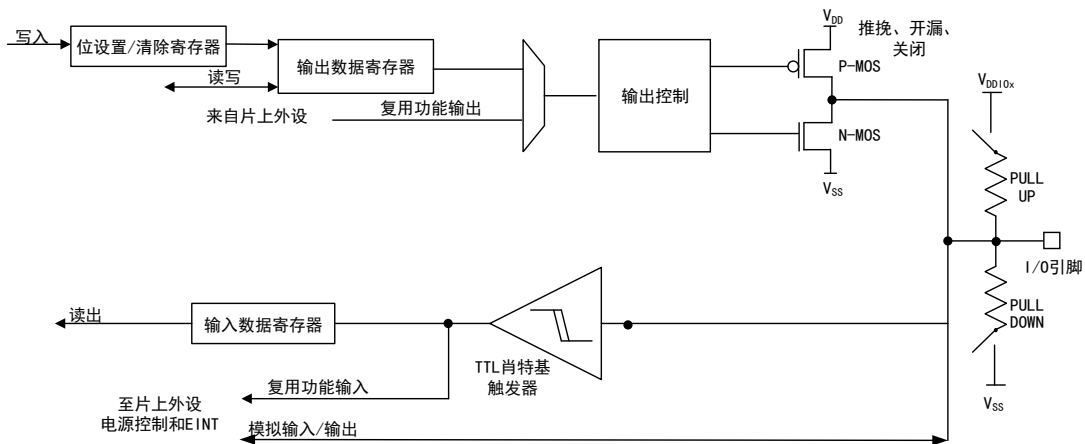 写入
位设置/清除寄存器
读写
输出数据寄存器
来自片上外设
复用功能输出
输出控制
VDD
推挽、开漏、
关闭
P-MOS
N-MOS
VSS
VDDIOx
PULL
UP
I/O引脚
PULL
DOWN
VSS
读出
输入数据寄存器
TTL肖特基
触发器
复用功能输入
至片上外设
电源控制和EINT
模拟输入/输出